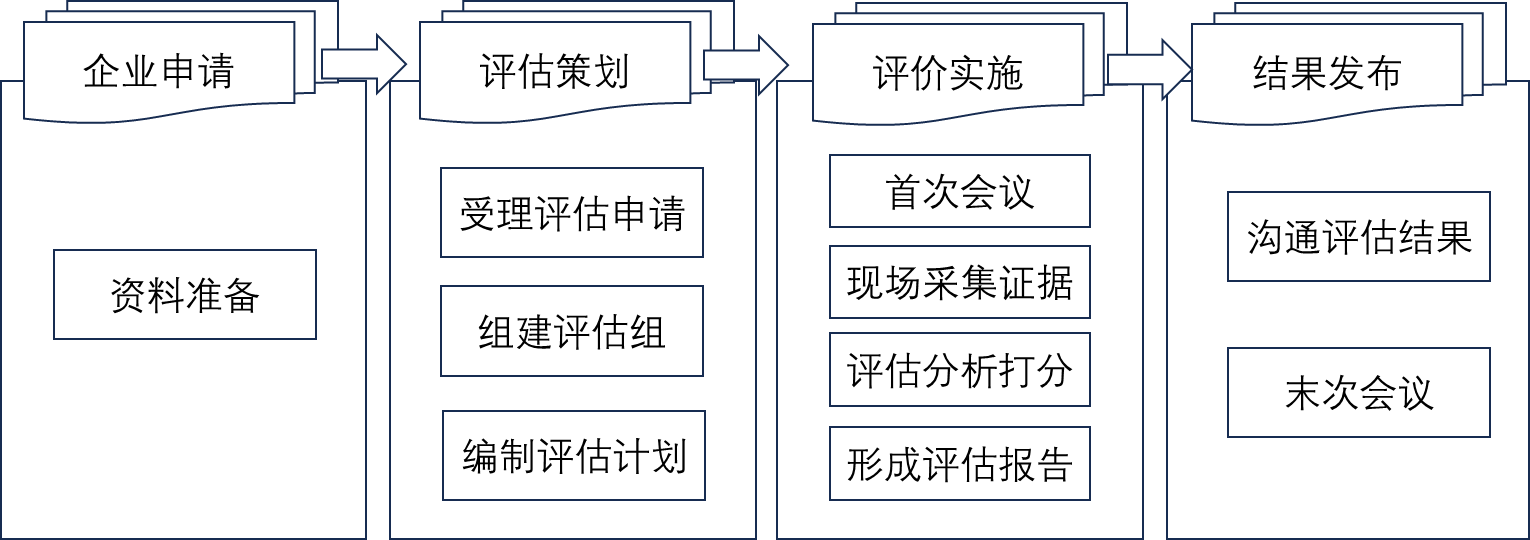 企业申请
评估策划
评价实施
结果发布
资料准备
受理评估申请
组建评估组
编制评估计划
首次会议
现场采集证据
评估分析打分
形成评估报告
沟通评估结果
末次会议